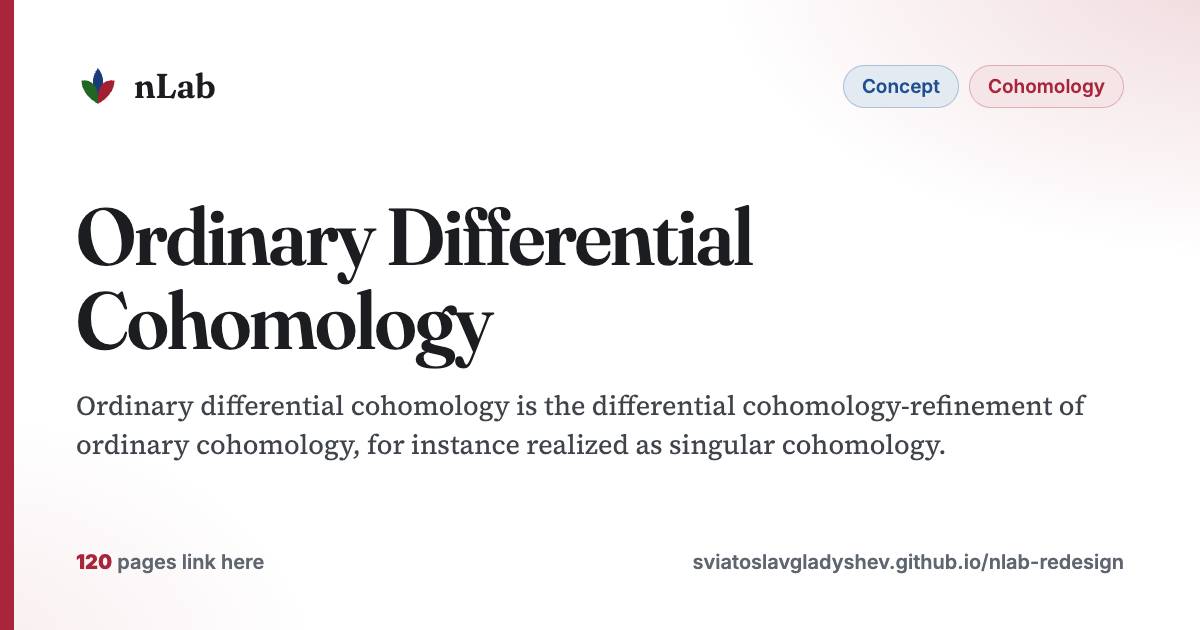 nLab
Concept
Cohomology
Ordinary Differential
Cohomology
Ordinary differential cohomology is the differential cohomology-refinement of
ordinary cohomology, for instance realized as singular cohomology.
120 pages link here
sviatoslavgladyshev.github.io/nlab-redesign